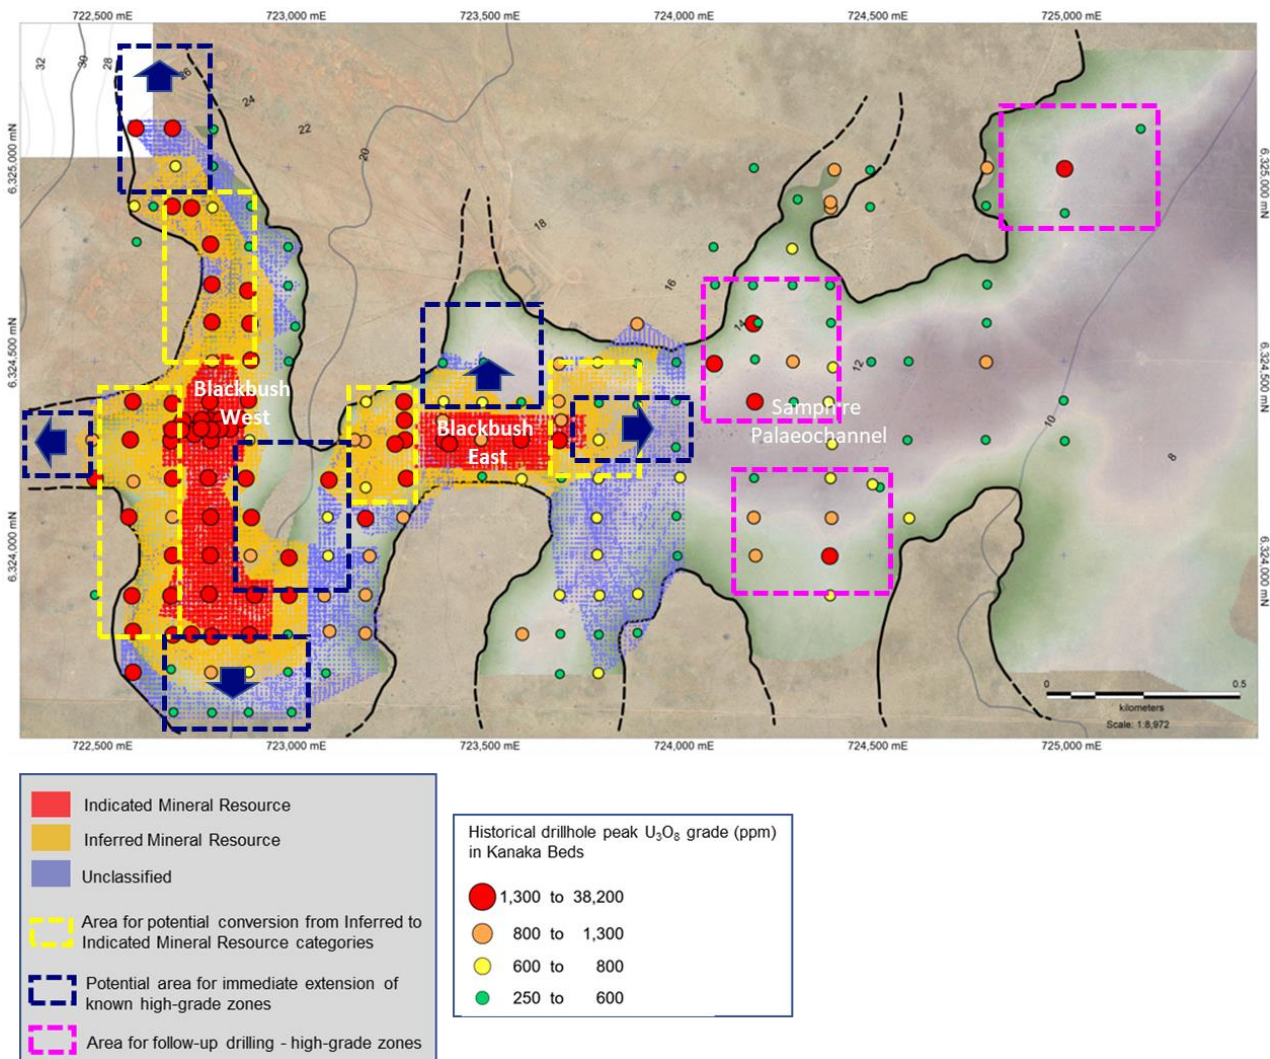 722,500 mE 723,000 mE 723,500 mE 724,000 mE 724,500 mE 725,000 mE
32 30 28 26
24
22
20
18
16
14
12
10
8
6,325,000 mN
6,324,500 mN
6,324,000 mN
6,325,000 mN
6,324,500 mN
6,324,000 mN
Blackbush
West
Blackbush
East
Samphire
Palaeochannel
0 0.5
kilometers
Scale: 1:8,972
722,500 mE 723,000 mE 723,500 mE 724,000 mE 724,500 mE 725,000 mE
Indicated Mineral Resource
Inferred Mineral Resource
Unclassified
Area for potential conversion from Inferred to
Indicated Mineral Resource categories
Potential area for immediate extension of
known high-grade zones
Area for follow-up drilling - high-grade zones
Historical drillhole peak U₃O₈ grade (ppm)
in Kanaka Beds
1,300 to 38,200
800 to 1,300
600 to 800
250 to 600